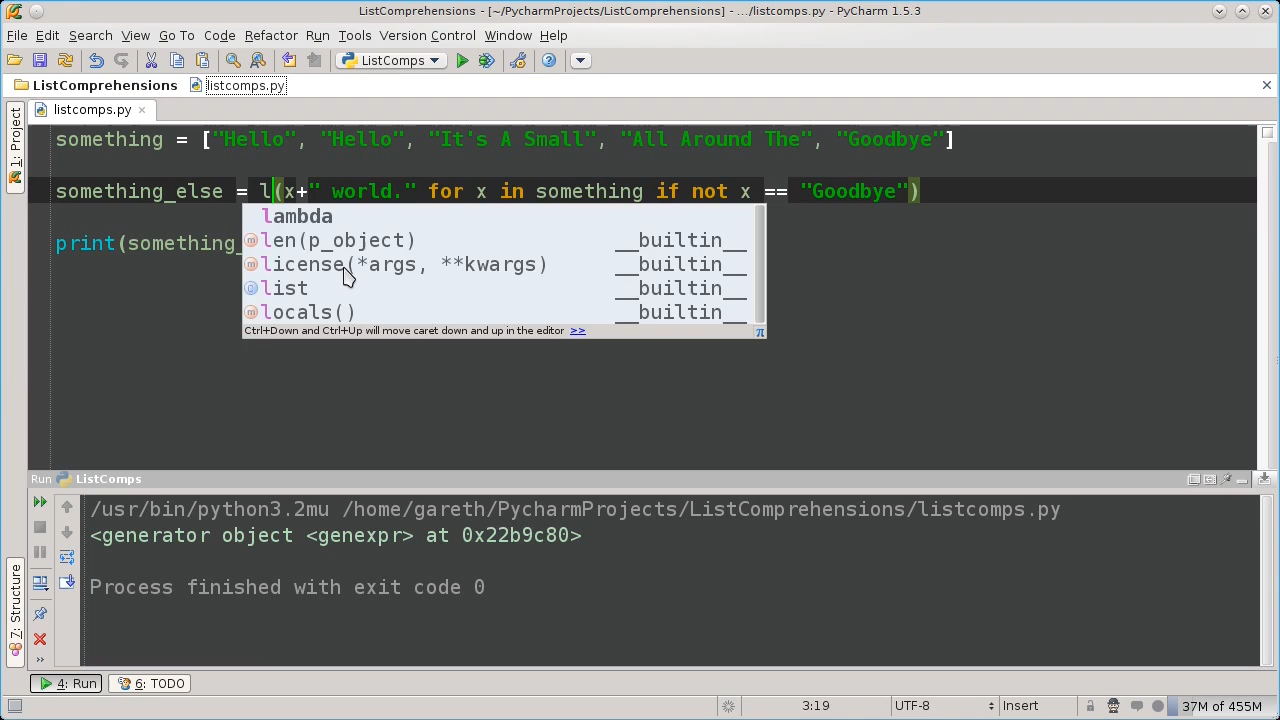 ListComprehensions - [~/PycharmProjects/ListComprehensions] - .../listcomps.py - PyCharm 1.5.3
File Edit Search View Go To Code Refactor Run Tools Version Control Window Help
ListComps
ListComprehensions listcomps.py
listcomps.py
1: Project
something = ["Hello", "Hello", "It's A Small", "All Around The", "Goodbye"]
something_else = l(x+" world." for x in something if not x == "Goodbye")
lambda
print(something_
len(p_object) __builtin__
license(*args, **kwargs) __builtin__
list __builtin__
locals() __builtin__
Ctrl+Down and Ctrl+Up will move caret down and up in the editor >> π
Run ListComps
/usr/bin/python3.2mu /home/gareth/PycharmProjects/ListComprehensions/listcomps.py
<generator object <genexpr> at 0x22b9c80>
Process finished with exit code 0
7: Structure
4: Run 6: TODO
3:19 UTF-8 Insert 37M of 455M